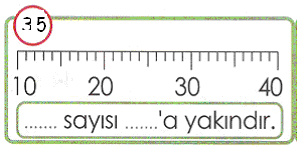 35
10 20 30 40
....... sayısı .......'a yakındır.